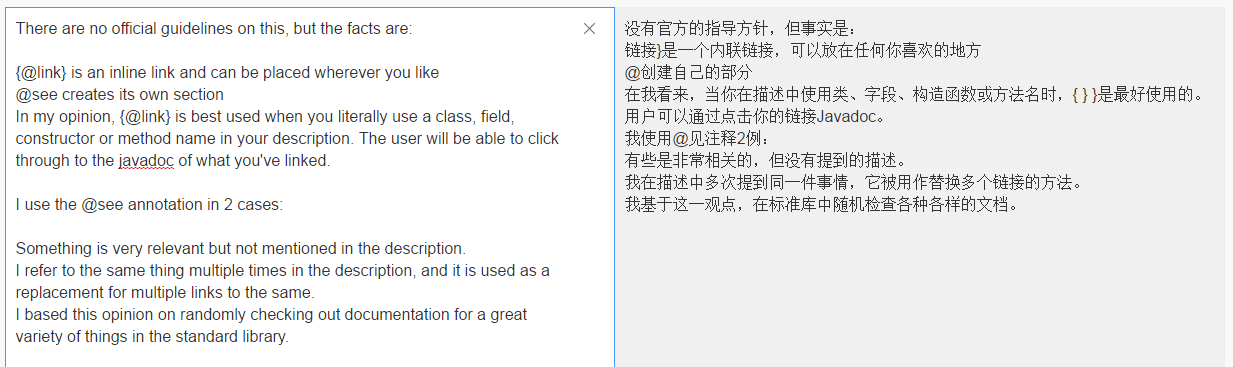 There are no official guidelines on this, but the facts are:
{@link} is an inline link and can be placed wherever you like
@see creates its own section
In my opinion, {@link} is best used when you literally use a class, field,
constructor or method name in your description. The user will be able to click
through to the javadoc of what you've linked.
I use the @see annotation in 2 cases:
Something is very relevant but not mentioned in the description.
I refer to the same thing multiple times in the description, and it is used as a
replacement for multiple links to the same.
I based this opinion on randomly checking out documentation for a great
variety of things in the standard library.
没有官方的指导方针，但事实是：
链接}是一个内联链接，可以放在任何你喜欢的地方
@创建自己的部分
在我看来，当你在描述中使用类、字段、构造函数或方法名时，{ } }是最好使用的。
用户可以通过点击你的链接Javadoc。
我使用@见注释2例：
有些是非常相关的，但没有提到的描述。
我在描述中多次提到同一件事情，它被用作替换多个链接的方法。
我基于这一观点，在标准库中随机检查各种各样的文档。